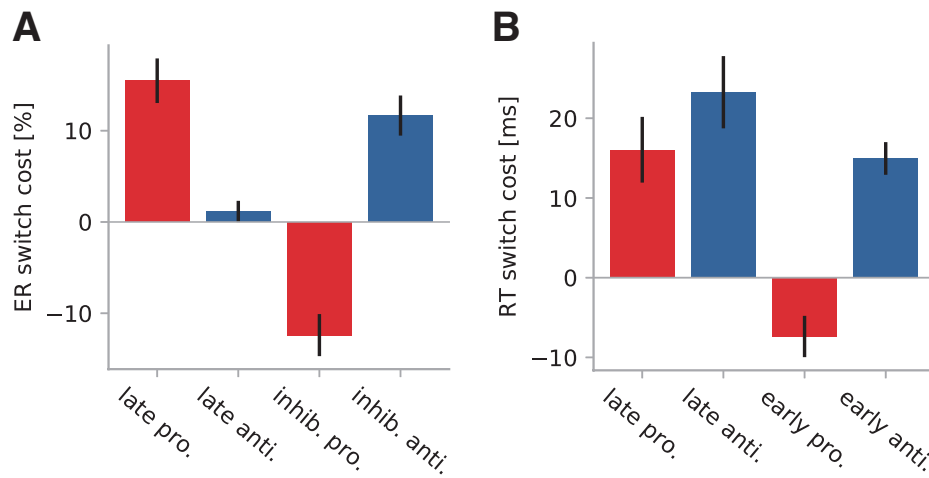 A
ER switch cost [%]
10
0
−10
late pro.
late anti.
inhib. pro.
inhib. anti.
B
RT switch cost [ms]
20
10
0
−10
late pro.
late anti.
early pro.
early anti.